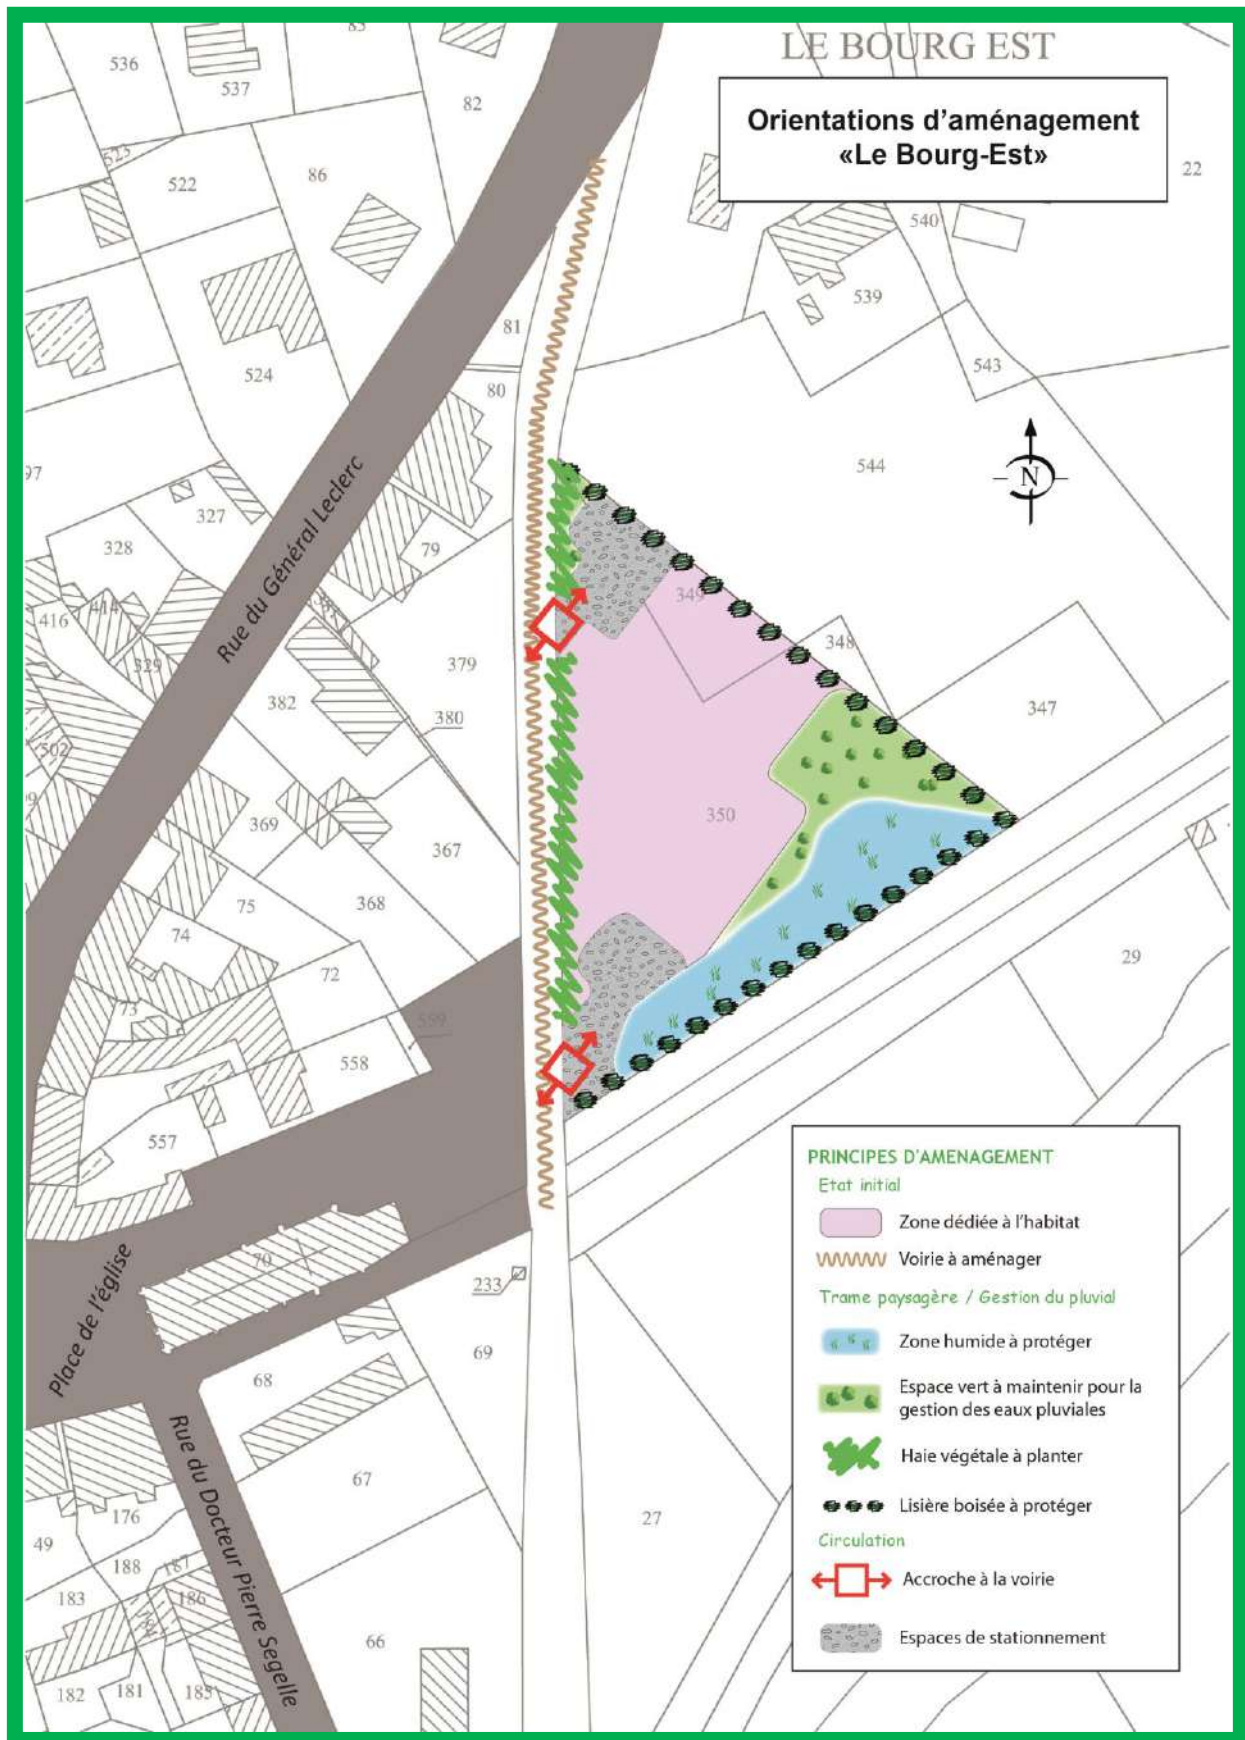 LE BOURG EST
Orientations d'aménagement
«Le Bourg-Est»
536
537
82
523
522
86
22
540
539
81
524
80
543
97
544
N
327
328
79
Rue du Général Leclerc
416
414
329
349
348
379
382
380
347
502
350
369
367
75
368
74
72
29
73
559
558
557
Place de l'église
70
233
69
68
Rue du Docteur Pierre Segelle
67
27
176
49
188
187
183
186
66
182
181
185
PRINCIPES D'AMENAGEMENT
Etat initial
Zone dédiée à l'habitat
Voirie à aménager
Trame paysagère / Gestion du pluvial
Zone humide à protéger
Espace vert à maintenir pour la
gestion des eaux pluviales
Haie végétale à planter
Lisière boisée à protéger
Circulation
Accroche à la voirie
Espaces de stationnement